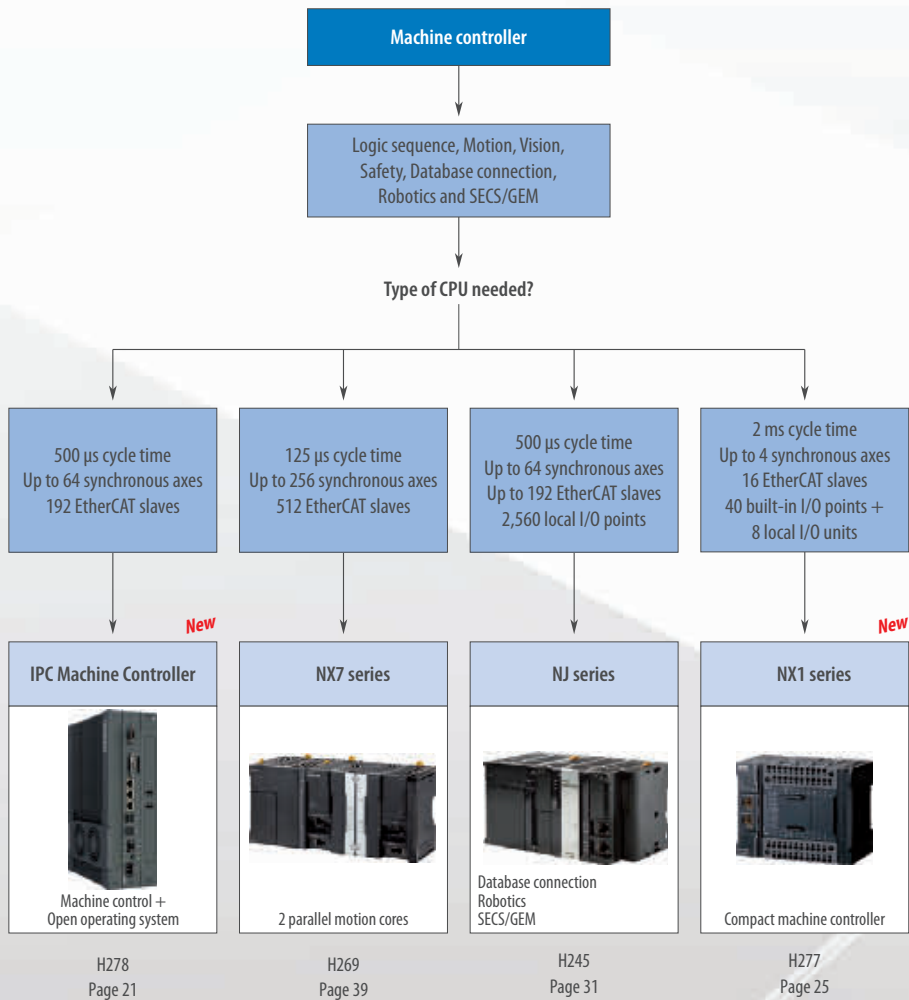 Machine controller
Logic sequence, Motion, Vision,
Safety, Database connection,
Robotics and SECS/GEM
Type of CPU needed?
500 µs cycle time
Up to 64 synchronous axes
192 EtherCAT slaves
125 µs cycle time
Up to 256 synchronous axes
512 EtherCAT slaves
500 µs cycle time
Up to 64 synchronous axes
Up to 192 EtherCAT slaves
2,560 local I/O points
2 ms cycle time
Up to 4 synchronous axes
16 EtherCAT slaves
40 built-in I/O points +
8 local I/O units
New
IPC Machine Controller
Machine control +
Open operating system
H278
Page 21
NX7 series
2 parallel motion cores
H269
Page 39
NJ series
Database connection
Robotics
SECS/GEM
H245
Page 31
New
NX1 series
Compact machine controller
H277
Page 25